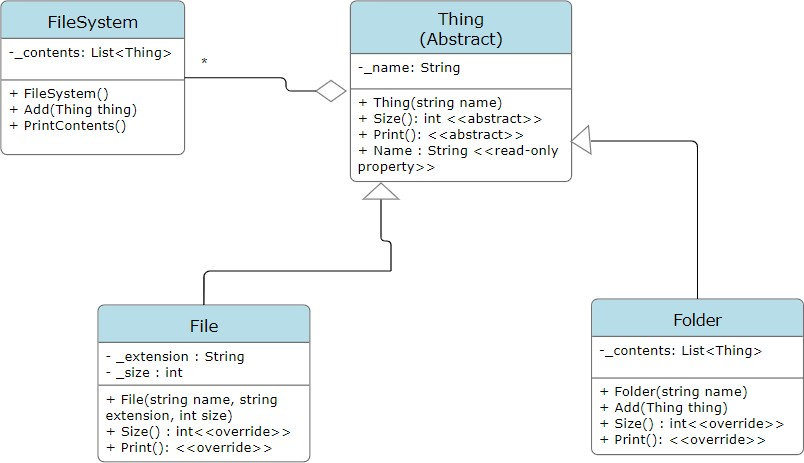 FileSystem
-_contents: List<Thing>
+ FileSystem()
+ Add(Thing thing)
+ PrintContents()
*
Thing
(Abstract)
-_name: String
+ Thing(string name)
+ Size(): int <<abstract>>
+ Print(): <<abstract>>
+ Name : String <<read-only
property>>
File
- _extension : String
- _size : int
+ File(string name, string
extension, int size)
+ Size() : int<<override>>
+ Print(): <<override>>
Folder
-_contents: List<Thing>
+ Folder(string name)
+ Add(Thing thing)
+ Size() : int<<override>>
+ Print(): <<override>>